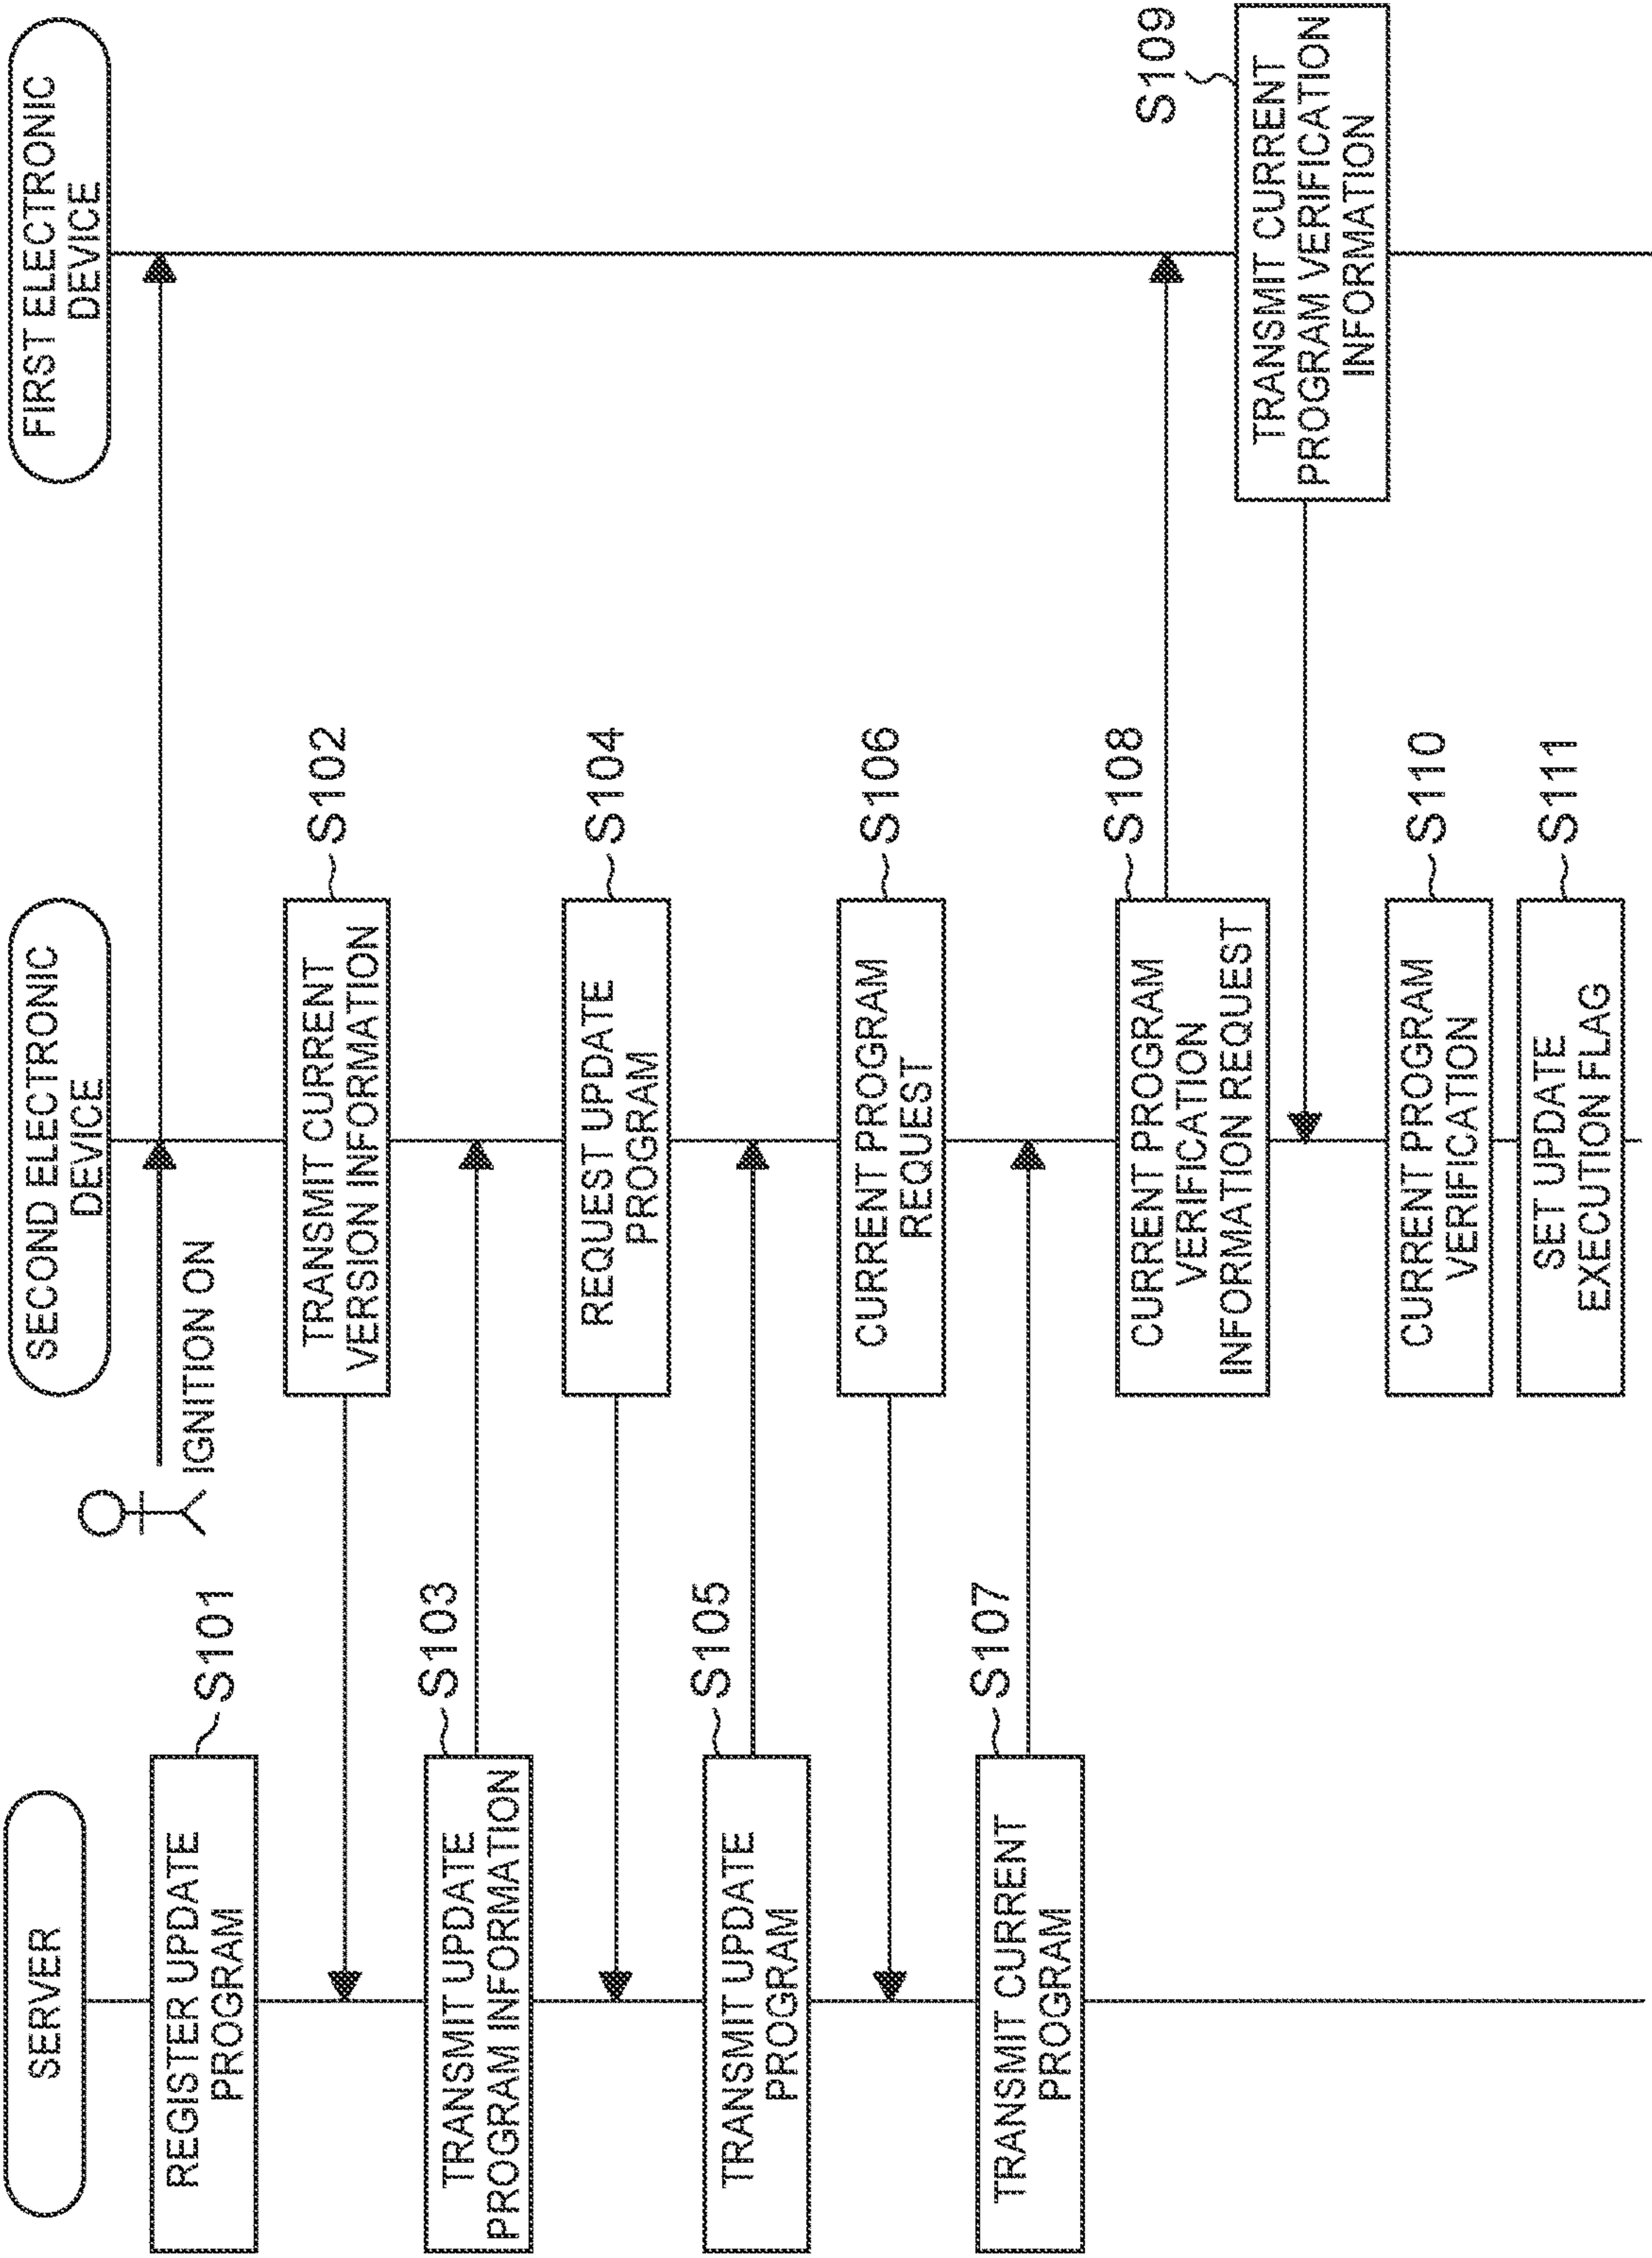 SERVER
SECOND ELECTRONIC
DEVICE
FIRST ELECTRONIC
DEVICE
IGNITION ON
REGISTER UPDATE
PROGRAM
S101
TRANSMIT CURRENT
VERSION INFORMATION
S102
TRANSMIT UPDATE
PROGRAM INFORMATION
S103
REQUEST UPDATE
PROGRAM
S104
TRANSMIT UPDATE
PROGRAM
S105
CURRENT PROGRAM
REQUEST
S106
TRANSMIT CURRENT
PROGRAM
S107
CURRENT PROGRAM
VERIFICATION
INFORMATION REQUEST
S108
TRANSMIT CURRENT
PROGRAM VERIFICATION
INFORMATION
S109
CURRENT PROGRAM
VERIFICATION
S110
SET UPDATE
EXECUTION FLAG
S111